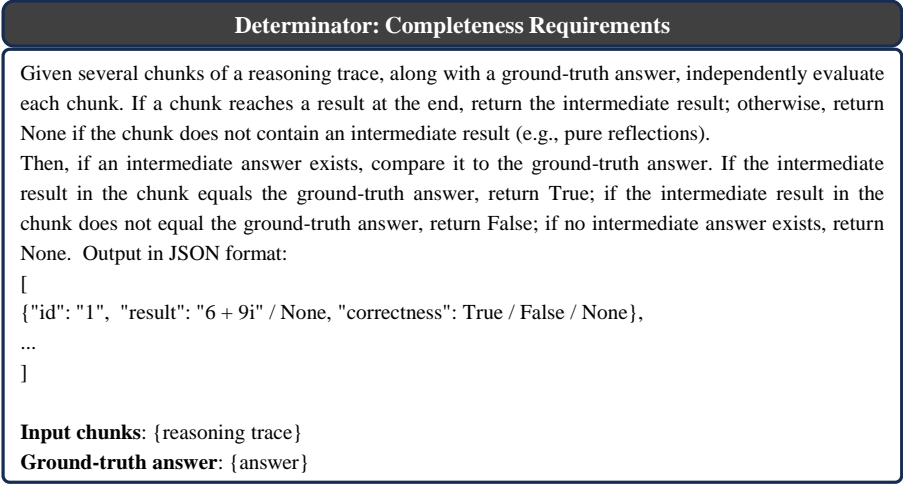 Determinator: Completeness Requirements
Given several chunks of a reasoning trace, along with a ground-truth answer, independently evaluate
each chunk. If a chunk reaches a result at the end, return the intermediate result; otherwise, return
None if the chunk does not contain an intermediate result (e.g., pure reflections).
Then, if an intermediate answer exists, compare it to the ground-truth answer. If the intermediate
result in the chunk equals the ground-truth answer, return True; if the intermediate result in the
chunk does not equal the ground-truth answer, return False; if no intermediate answer exists, return
None. Output in JSON format:
[
{"id": "1", "result": "6 + 9i" / None, "correctness": True / False / None},
...
]
Input chunks: {reasoning trace}
Ground-truth answer: {answer}